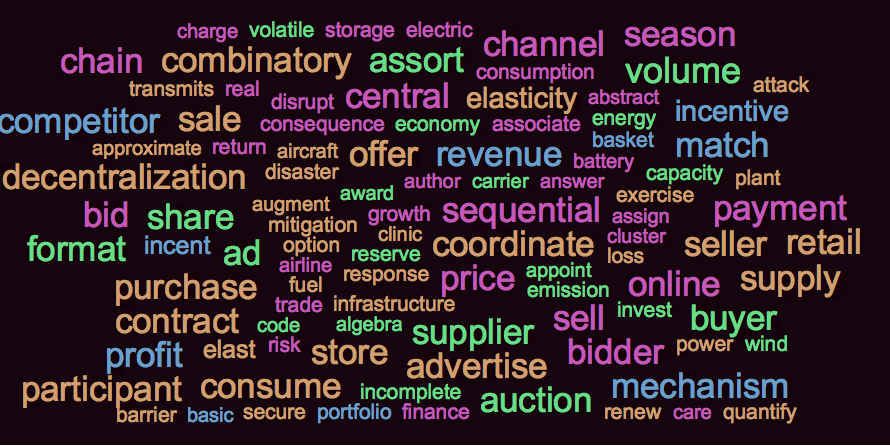 charge volatile storage electric channel season
chain combinatory assort consumption volume
transmits real disrupt central elasticity abstract attack
competitor sale consequence economy associate energy incentive
approximate return aircraft offer revenue basket match
decentralization disaster battery capacity plant
award author carrier answer exercise
bid share augment growth sequential assign payment
mitigation clinic cluster
format incent ad option reserve coordinate loss seller retail
airline response price appoint online supply
purchase fuel emission
trade infrastructure sell invest buyer
contract code algebra supplier
profit elast risk store advertise bidder power wind
participant consume incomplete auction mechanism
barrier basic secure portfolio finance renew care quantify